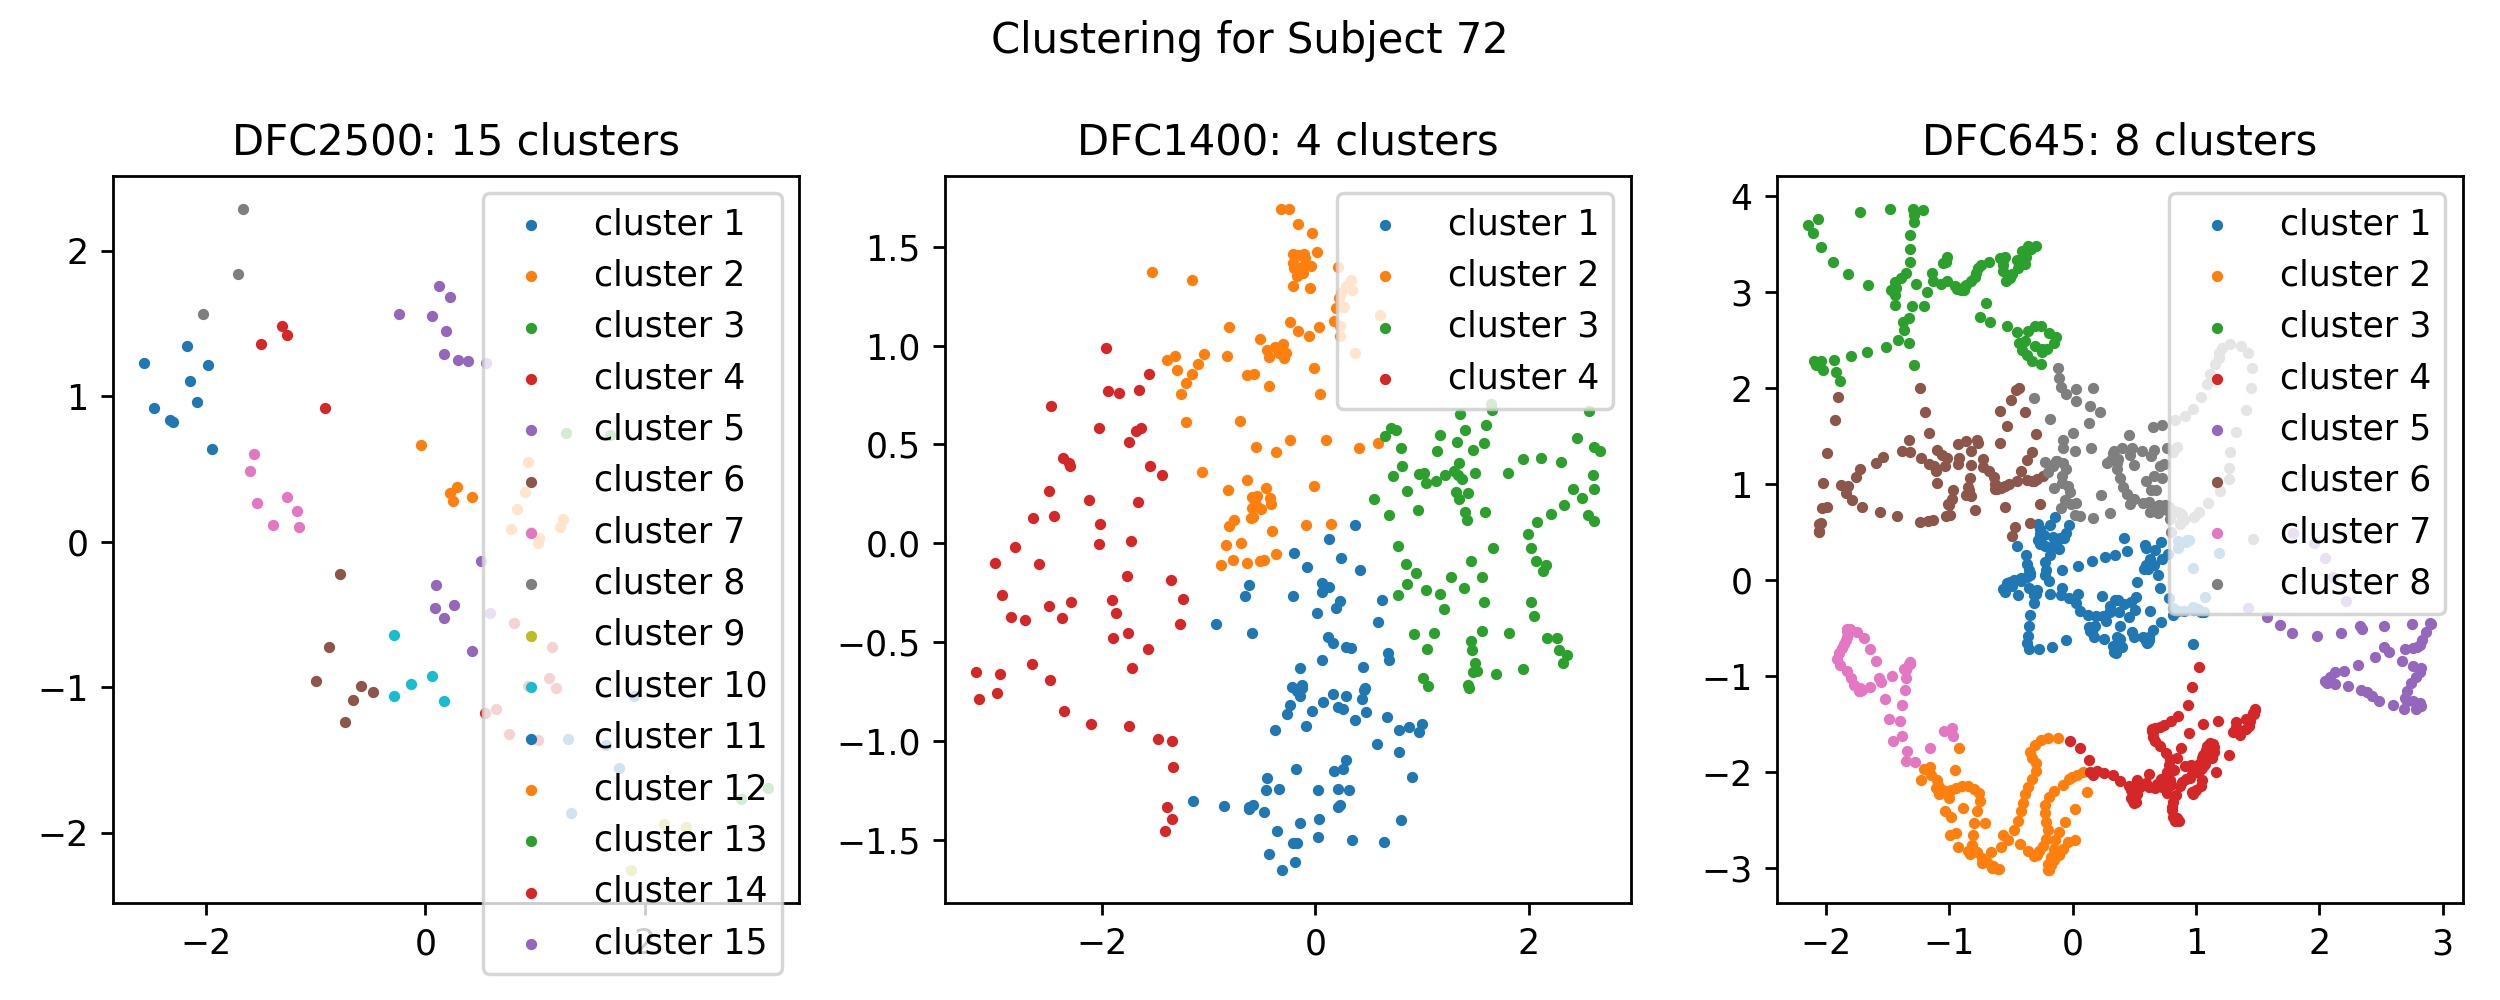 Clustering for Subject 72
DFC2500: 15 clusters
2
1
0
−1
−2
−2
0
2
cluster 1
cluster 2
cluster 3
cluster 4
cluster 5
cluster 6
cluster 7
cluster 8
cluster 9
cluster 10
cluster 11
cluster 12
cluster 13
cluster 14
cluster 15
DFC1400: 4 clusters
1.5
1.0
0.5
0.0
−0.5
−1.0
−1.5
−2
0
2
cluster 1
cluster 2
cluster 3
cluster 4
DFC645: 8 clusters
4
3
2
1
0
−1
−2
−3
−2
−1
0
1
2
3
cluster 1
cluster 2
cluster 3
cluster 4
cluster 5
cluster 6
cluster 7
cluster 8